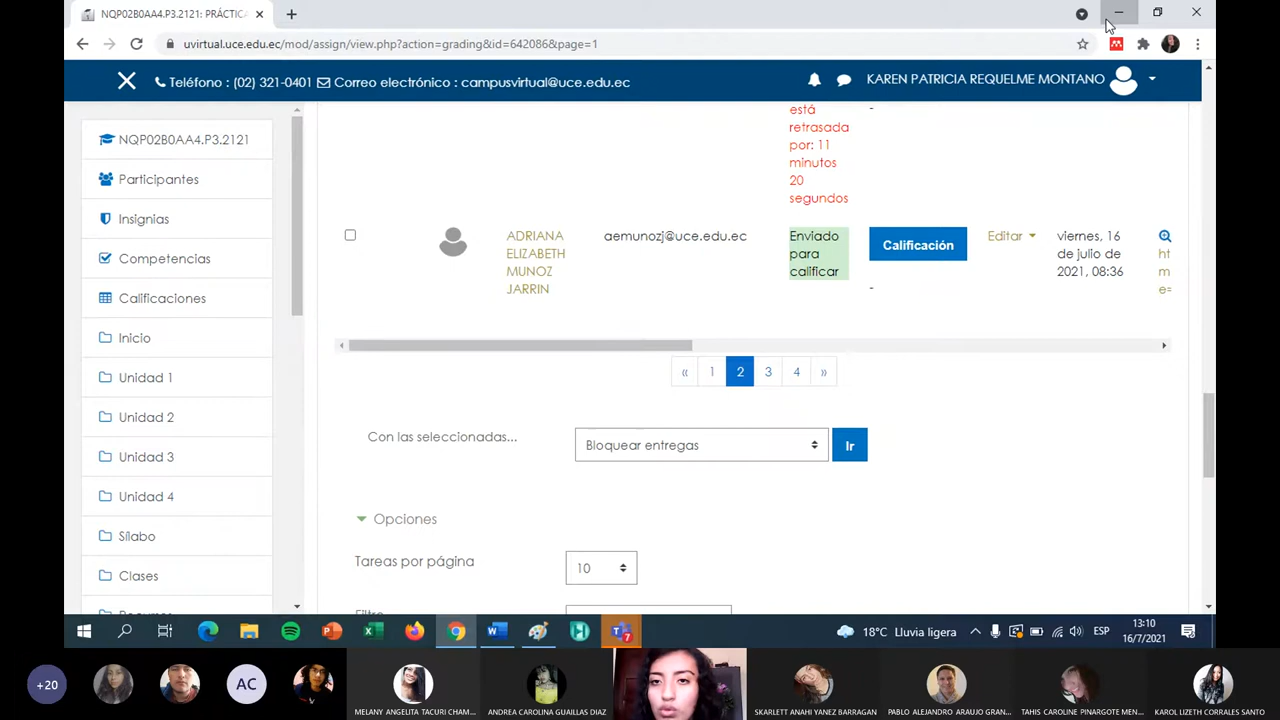 NQP02B0AA4.P3.2121: PRÁCTICA
uvirtual.uce.edu.ec/mod/assign/view.php?action=grading&id=642086&page=1
Teléfono : (02) 321-0401 Correo electrónico : campusvirtual@uce.edu.ec
KAREN PATRICIA REQUELME MONTANO
NQP02B0AA4.P3.2121
Participantes
Insignias
Competencias
Calificaciones
Inicio
Unidad 1
Unidad 2
Unidad 3
Unidad 4
Sílabo
Clases
está
retrasada
por: 11
minutos
20
segundos
-
ADRIANA
ELIZABETH
MUNOZ
JARRIN
aemunozj@uce.edu.ec
Enviado
para
calificar
Calificación
-
Editar
viernes, 16
de julio de
2021, 08:36
ht
m
e=
« 1 2 3 4 »
Con las seleccionadas...
Bloquear entregas
Ir
Opciones
Tareas por página
10
Filtro
18°C Lluvia ligera
ESP
13:10
16/7/2021
7
+20
AC
MELANY ANGELITA TACURI CHAM...
ANDREA CAROLINA GUAILLAS DIAZ
SKARLETT ANAHI YANEZ BARRAGAN
PABLO ALEJANDRO ARAUJO GRAN...
TAHIS CAROLINE PINARGOTE MEN...
KAROL LIZETH CORRALES SANTO